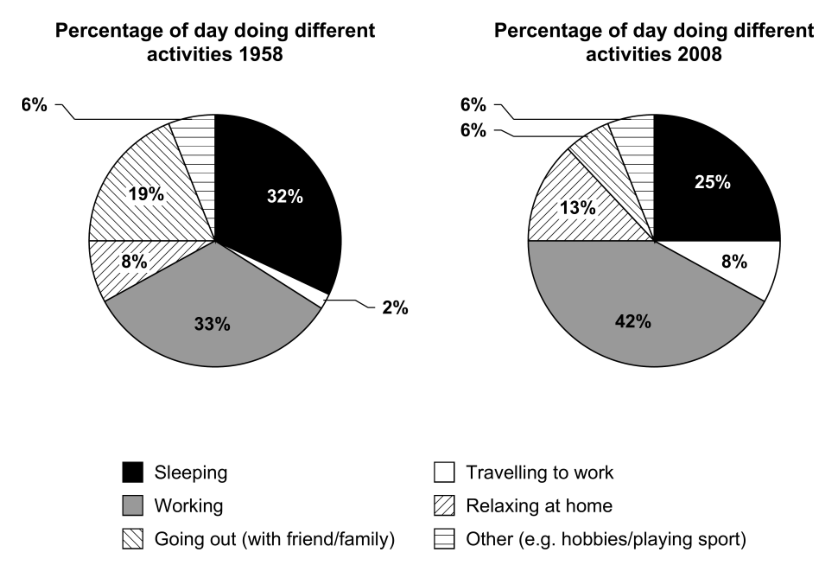 Percentage of day doing different
activities 1958
6%
19%
32%
8%
2%
33%
Percentage of day doing different
activities 2008
6%
6%
25%
13%
8%
42%
Sleeping
Working
Going out (with friend/family)
Travelling to work
Relaxing at home
Other (e.g. hobbies/playing sport)